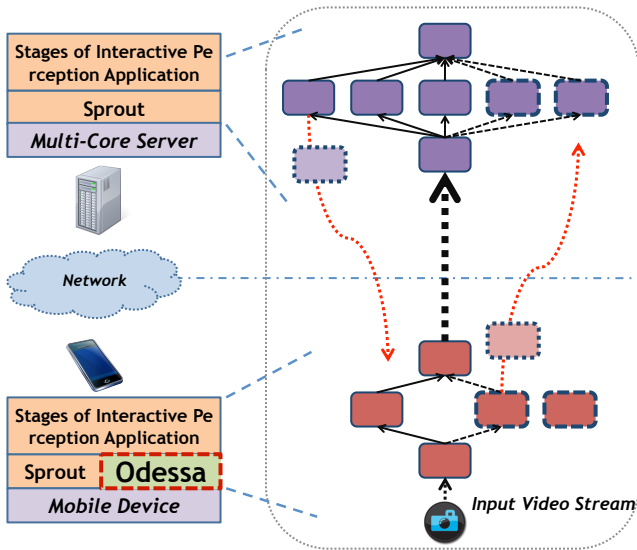 Stages of Interactive Pe
rception Application
Sprout
Multi-Core Server
Network
Stages of Interactive Pe
rception Application
Sprout
Odessa
Mobile Device
Input Video Stream